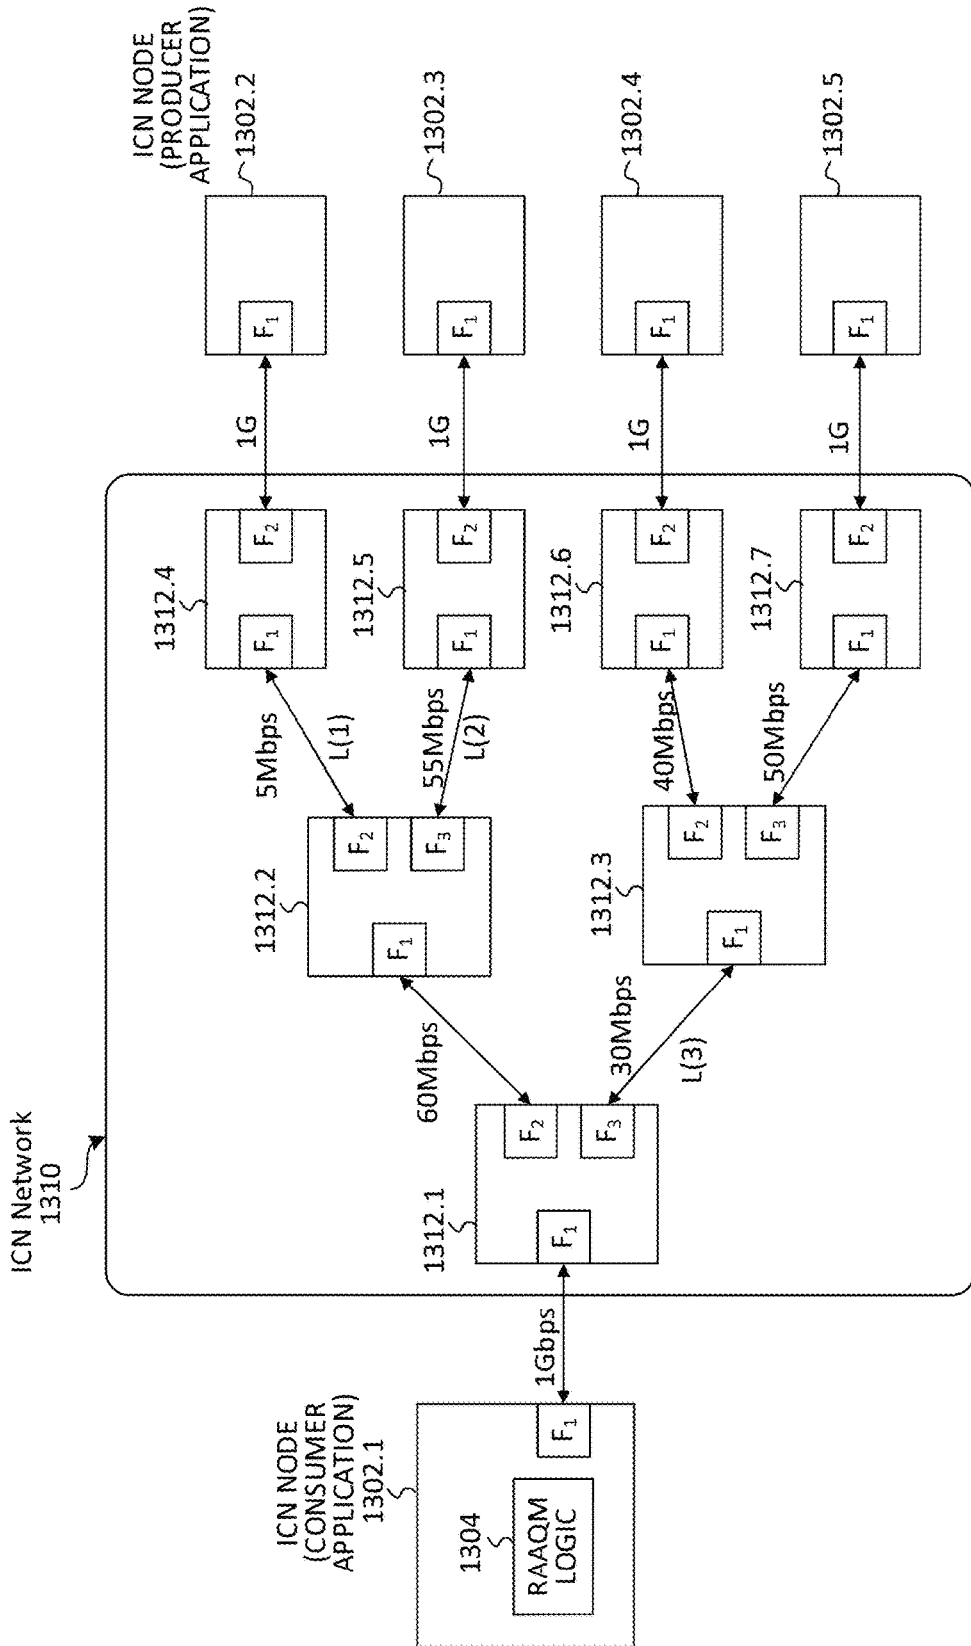 ICN NODE
(CONSUMER
APPLICATION)
1302.1
1304
RAAQM
LOGIC
F1
1Gbps
ICN Network
1310
1312.1
F1
F2
F3
60Mbps
30Mbps
L(3)
1312.2
F1
F2
F3
1312.3
F1
F2
F3
5Mbps
L(1)
55Mbps
L(2)
40Mbps
50Mbps
1312.4
F1
F2
1312.5
F1
F2
1312.6
F1
F2
1312.7
F1
F2
1G
1G
1G
1G
ICN NODE
(PRODUCER
APPLICATION)
1302.2
F1
1302.3
F1
1302.4
F1
1302.5
F1